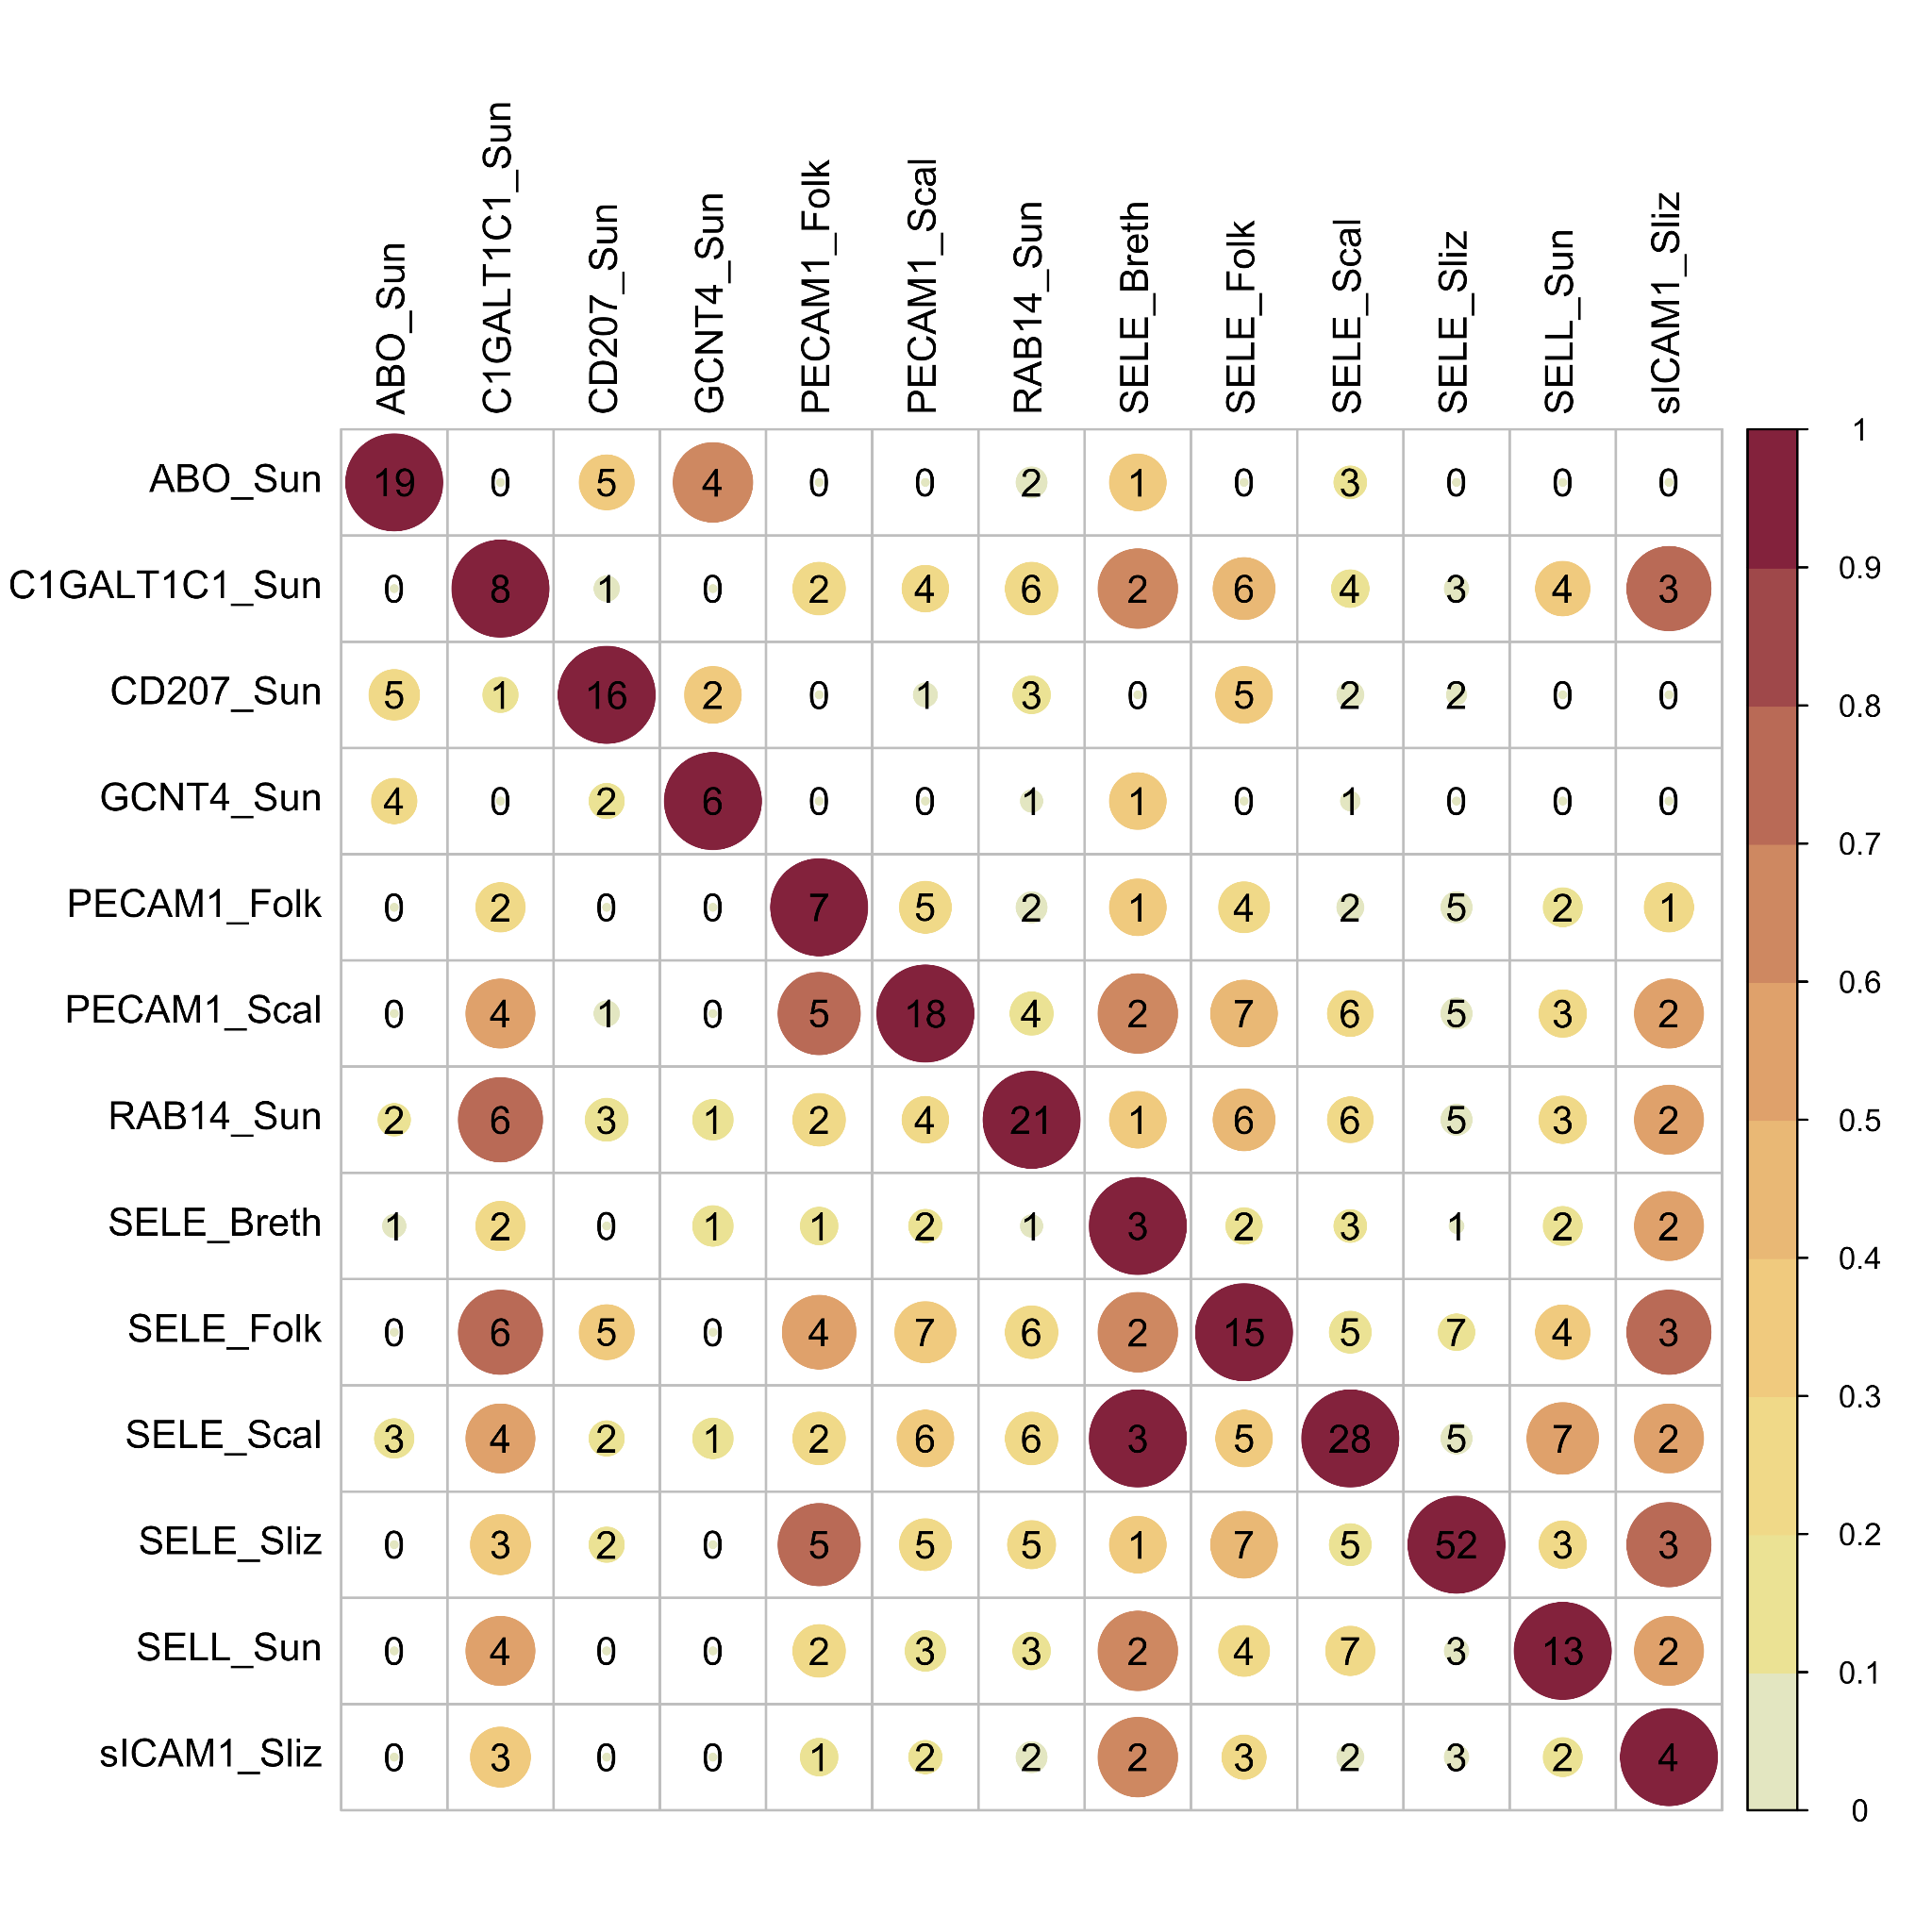 ABO_Sun C1GALT1C1_Sun CD207_Sun GCNT4_Sun PECAM1_Folk PECAM1_Scal RAB14_Sun SELE_Breth SELE_Folk SELE_Scal SELE_Sliz SELL_Sun sICAM1_Sliz
ABO_Sun 19 0 5 4 0 0 2 1 0 3 0 0 0
C1GALT1C1_Sun 0 8 1 0 2 4 6 2 6 4 3 4 3
CD207_Sun 5 1 16 2 0 1 3 0 5 2 2 0 0
GCNT4_Sun 4 0 2 6 0 0 1 1 0 1 0 0 0
PECAM1_Folk 0 2 0 0 7 5 2 1 4 2 5 2 1
PECAM1_Scal 0 4 1 0 5 18 4 2 7 6 5 3 2
RAB14_Sun 2 6 3 1 2 4 21 1 6 6 5 3 2
SELE_Breth 1 2 0 1 1 2 1 3 2 3 1 2 2
SELE_Folk 0 6 5 0 4 7 6 2 15 5 7 4 3
SELE_Scal 3 4 2 1 2 6 6 3 5 28 5 7 2
SELE_Sliz 0 3 2 0 5 5 5 1 7 5 52 3 3
SELL_Sun 0 4 0 0 2 3 3 2 4 7 3 13 2
sICAM1_Sliz 0 3 0 0 1 2 2 2 3 2 3 2 4
1
0.9
0.8
0.7
0.6
0.5
0.4
0.3
0.2
0.1
0